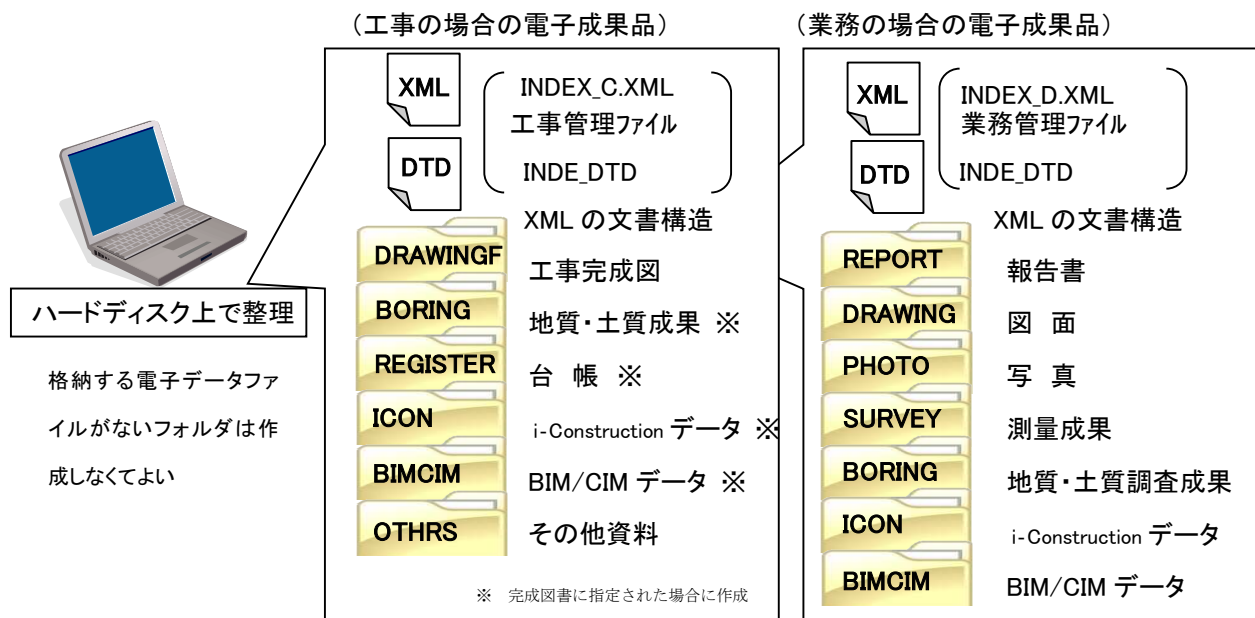 (工事の場合の電子成果品)
(業務の場合の電子成果品)
ハードディスク上で整理
格納する電子データファ
イルがないフォルダは作
成しなくてよい
XML
INDEX_C.XML
工事管理ファイル
DTD
INDE_DTD
XML の文書構造
DRAWINGF
工事完成図
BORING
地質・土質成果 ※
REGISTER
台 帳 ※
ICON
i-Construction データ ※
BIMCIM
BIM/CIM データ ※
OTHRS
その他資料
※ 完成図書に指定された場合に作成
XML
INDEX_D.XML
業務管理ファイル
DTD
INDE_DTD
XML の文書構造
REPORT
報告書
DRAWING
図 面
PHOTO
写 真
SURVEY
測量成果
BORING
地質・土質調査成果
ICON
i-Construction データ
BIMCIM
BIM/CIM データ